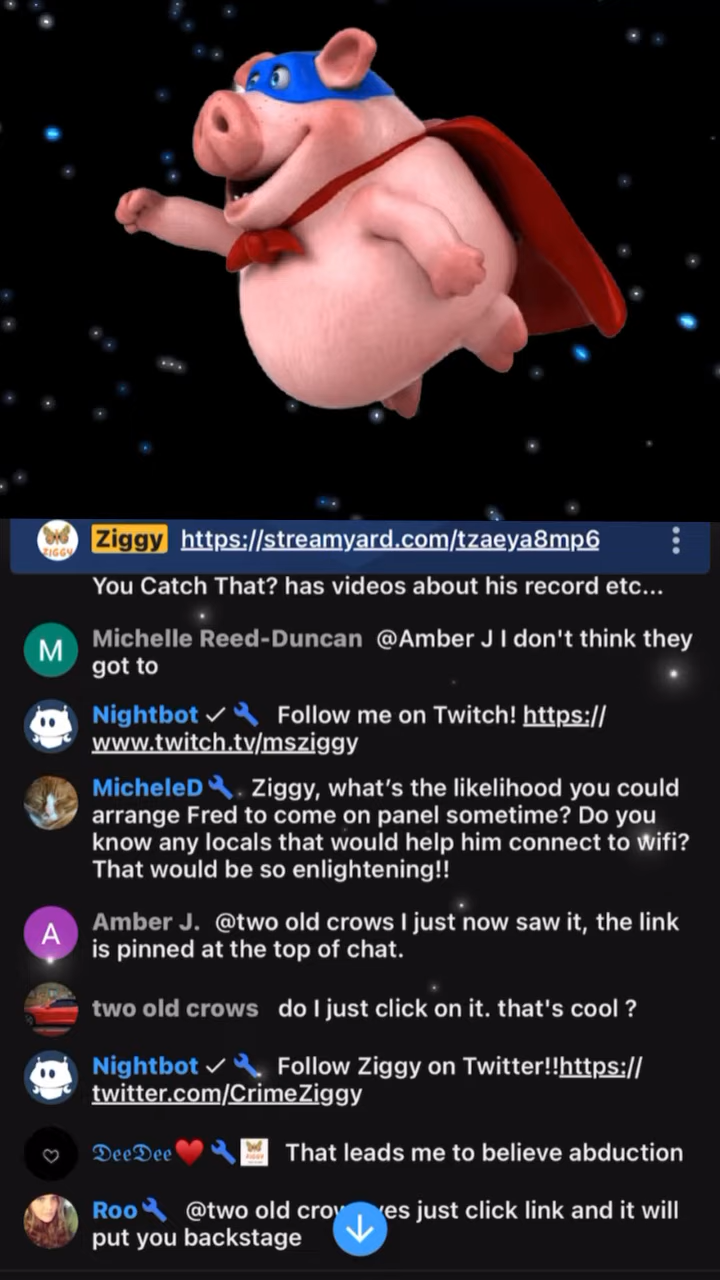 Ziggy https://streamyard.com/tzaeya8mp6
You Catch That? has videos about his record etc...
M Michelle Reed-Duncan @Amber J I don't think they
got to
Nightbot Follow me on Twitch! https://
www.twitch.tv/msziggy
MicheleD Ziggy, what's the likelihood you could
arrange Fred to come on panel sometime? Do you
know any locals that would help him connect to wifi?
That would be so enlightening!!
A Amber J. @two old crows I just now saw it, the link
is pinned at the top of chat.
two old crows do I just click on it. that's cool ?
Nightbot Follow Ziggy on Twitter!!https://
twitter.com/CrimeZiggy
𝔇𝔢𝔢𝔇𝔢𝔢 That leads me to believe abduction
Roo @two old just click link and it will
put you backstage